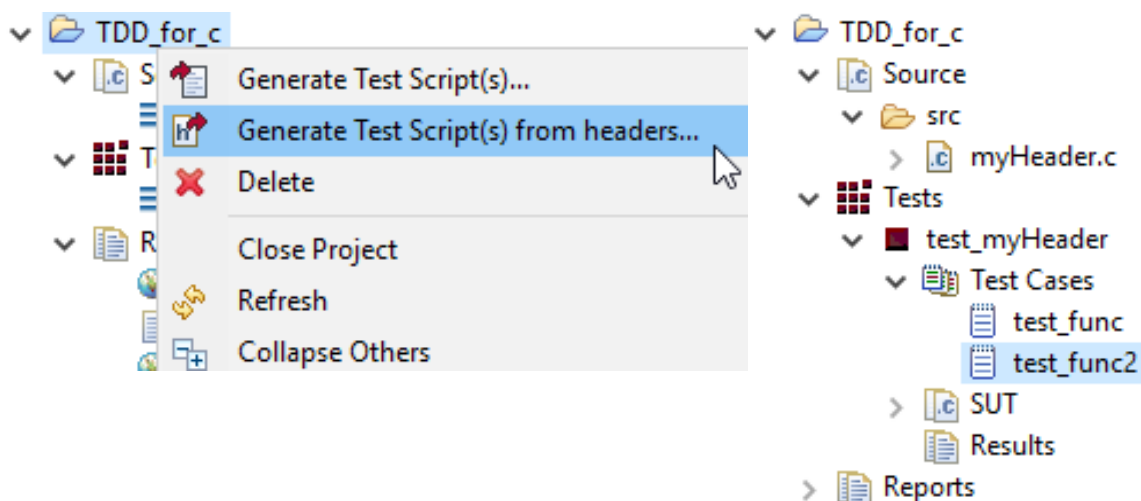 TDD_for_c
.c S
Generate Test Script(s)...
h Generate Test Script(s) from headers...
T
Delete
R
Close Project
Refresh
Collapse Others
TDD_for_c
.c Source
src
.c myHeader.c
Tests
test_myHeader
Test Cases
test_func
test_func2
.c SUT
Results
Reports